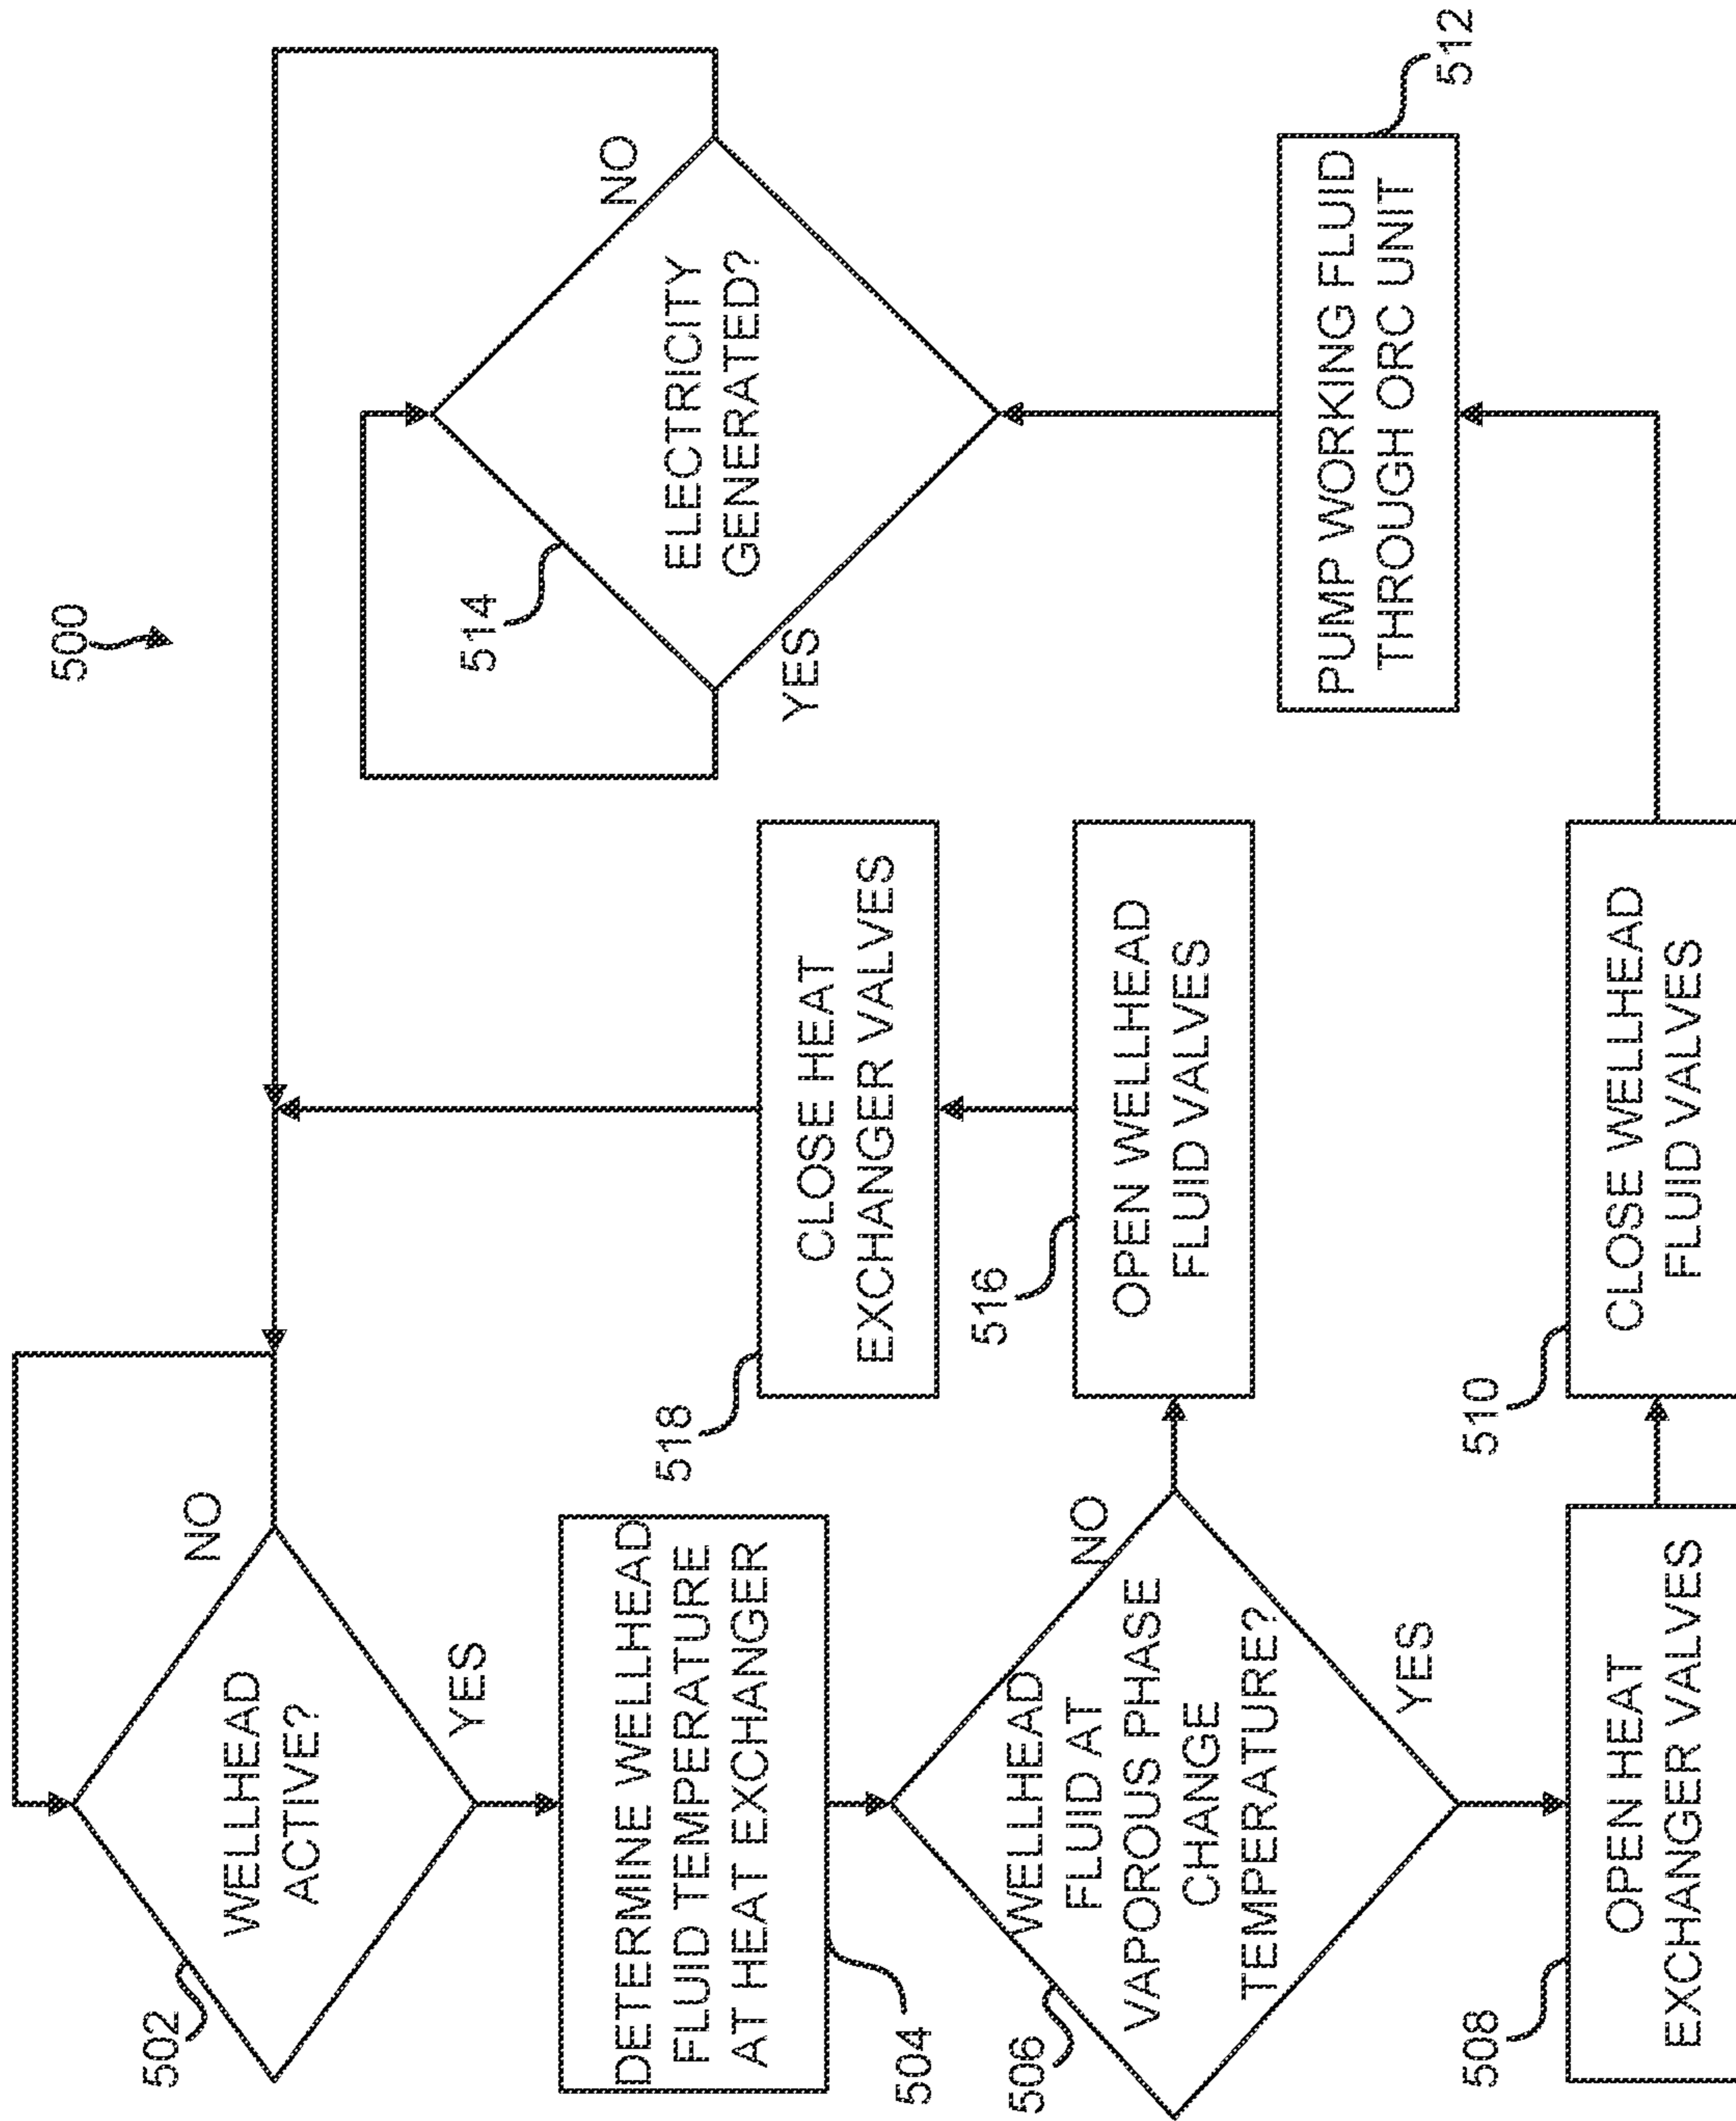 500
502
WELLHEAD
ACTIVE?
NO
YES
DETERMINE WELLHEAD
FLUID TEMPERATURE
AT HEAT EXCHANGER
504
506
WELLHEAD
FLUID AT
VAPOROUS PHASE
CHANGE
TEMPERATURE?
NO
YES
508
OPEN HEAT
EXCHANGER VALVES
510
CLOSE WELLHEAD
FLUID VALVES
512
PUMP WORKING FLUID
THROUGH ORC UNIT
514
ELECTRICITY
GENERATED?
NO
YES
516
OPEN WELLHEAD
FLUID VALVES
518
CLOSE HEAT
EXCHANGER VALVES